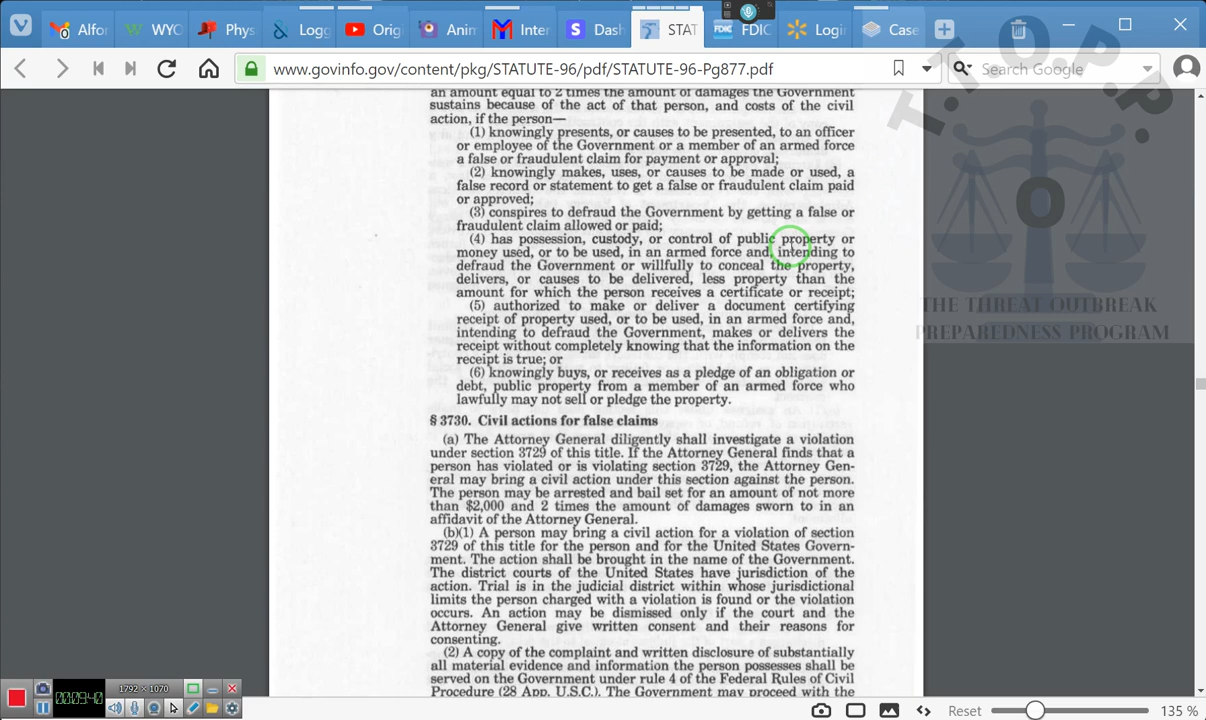 Alfor
WYC
Phys
Logg
Orig
Anin
Inter
Dash
STAT
FDIC
Logi
Case
www.govinfo.gov/content/pkg/STATUTE-96/pdf/STATUTE-96-Pg877.pdf
Search Google
T.T.O.P.P.
O
THE THREAT OUTBREAK
PREPAREDNESS PROGRAM
an amount equal to 2 times the amount of damages the Government
sustains because of the act of that person, and costs of the civil
action, if the person—
(1) knowingly presents, or causes to be presented, to an officer
or employee of the Government or a member of an armed force
a false or fraudulent claim for payment or approval;
(2) knowingly makes, uses, or causes to be made or used, a
false record or statement to get a false or fraudulent claim paid
or approved;
(3) conspires to defraud the Government by getting a false or
fraudulent claim allowed or paid;
(4) has possession, custody, or control of public property or
money used, or to be used, in an armed force and, intending to
defraud the Government or willfully to conceal the property,
delivers, or causes to be delivered, less property than the
amount for which the person receives a certificate or receipt;
(5) authorized to make or deliver a document certifying
receipt of property used, or to be used, in an armed force and,
intending to defraud the Government, makes or delivers the
receipt without completely knowing that the information on the
receipt is true; or
(6) knowingly buys, or receives as a pledge of an obligation or
debt, public property from a member of an armed force who
lawfully may not sell or pledge the property.
§ 3730. Civil actions for false claims
(a) The Attorney General diligently shall investigate a violation
under section 3729 of this title. If the Attorney General finds that a
person has violated or is violating section 3729, the Attorney Gen-
eral may bring a civil action under this section against the person.
The person may be arrested and bail set for an amount of not more
than $2,000 and 2 times the amount of damages sworn to in an
affidavit of the Attorney General.
(b)(1) A person may bring a civil action for a violation of section
3729 of this title for the person and for the United States Govern-
ment. The action shall be brought in the name of the Government.
The district courts of the United States have jurisdiction of the
action. Trial is in the judicial district within whose jurisdictional
limits the person charged with a violation is found or the violation
occurs. An action may be dismissed only if the court and the
Attorney General give written consent and their reasons for
consenting.
(2) A copy of the complaint and written disclosure of substantially
all material evidence and information the person possesses shall be
served on the Government under rule 4 of the Federal Rules of Civil
Procedure (28 App. U.S.C.). The Government may proceed with the
1792 × 1070
Reset
135 %